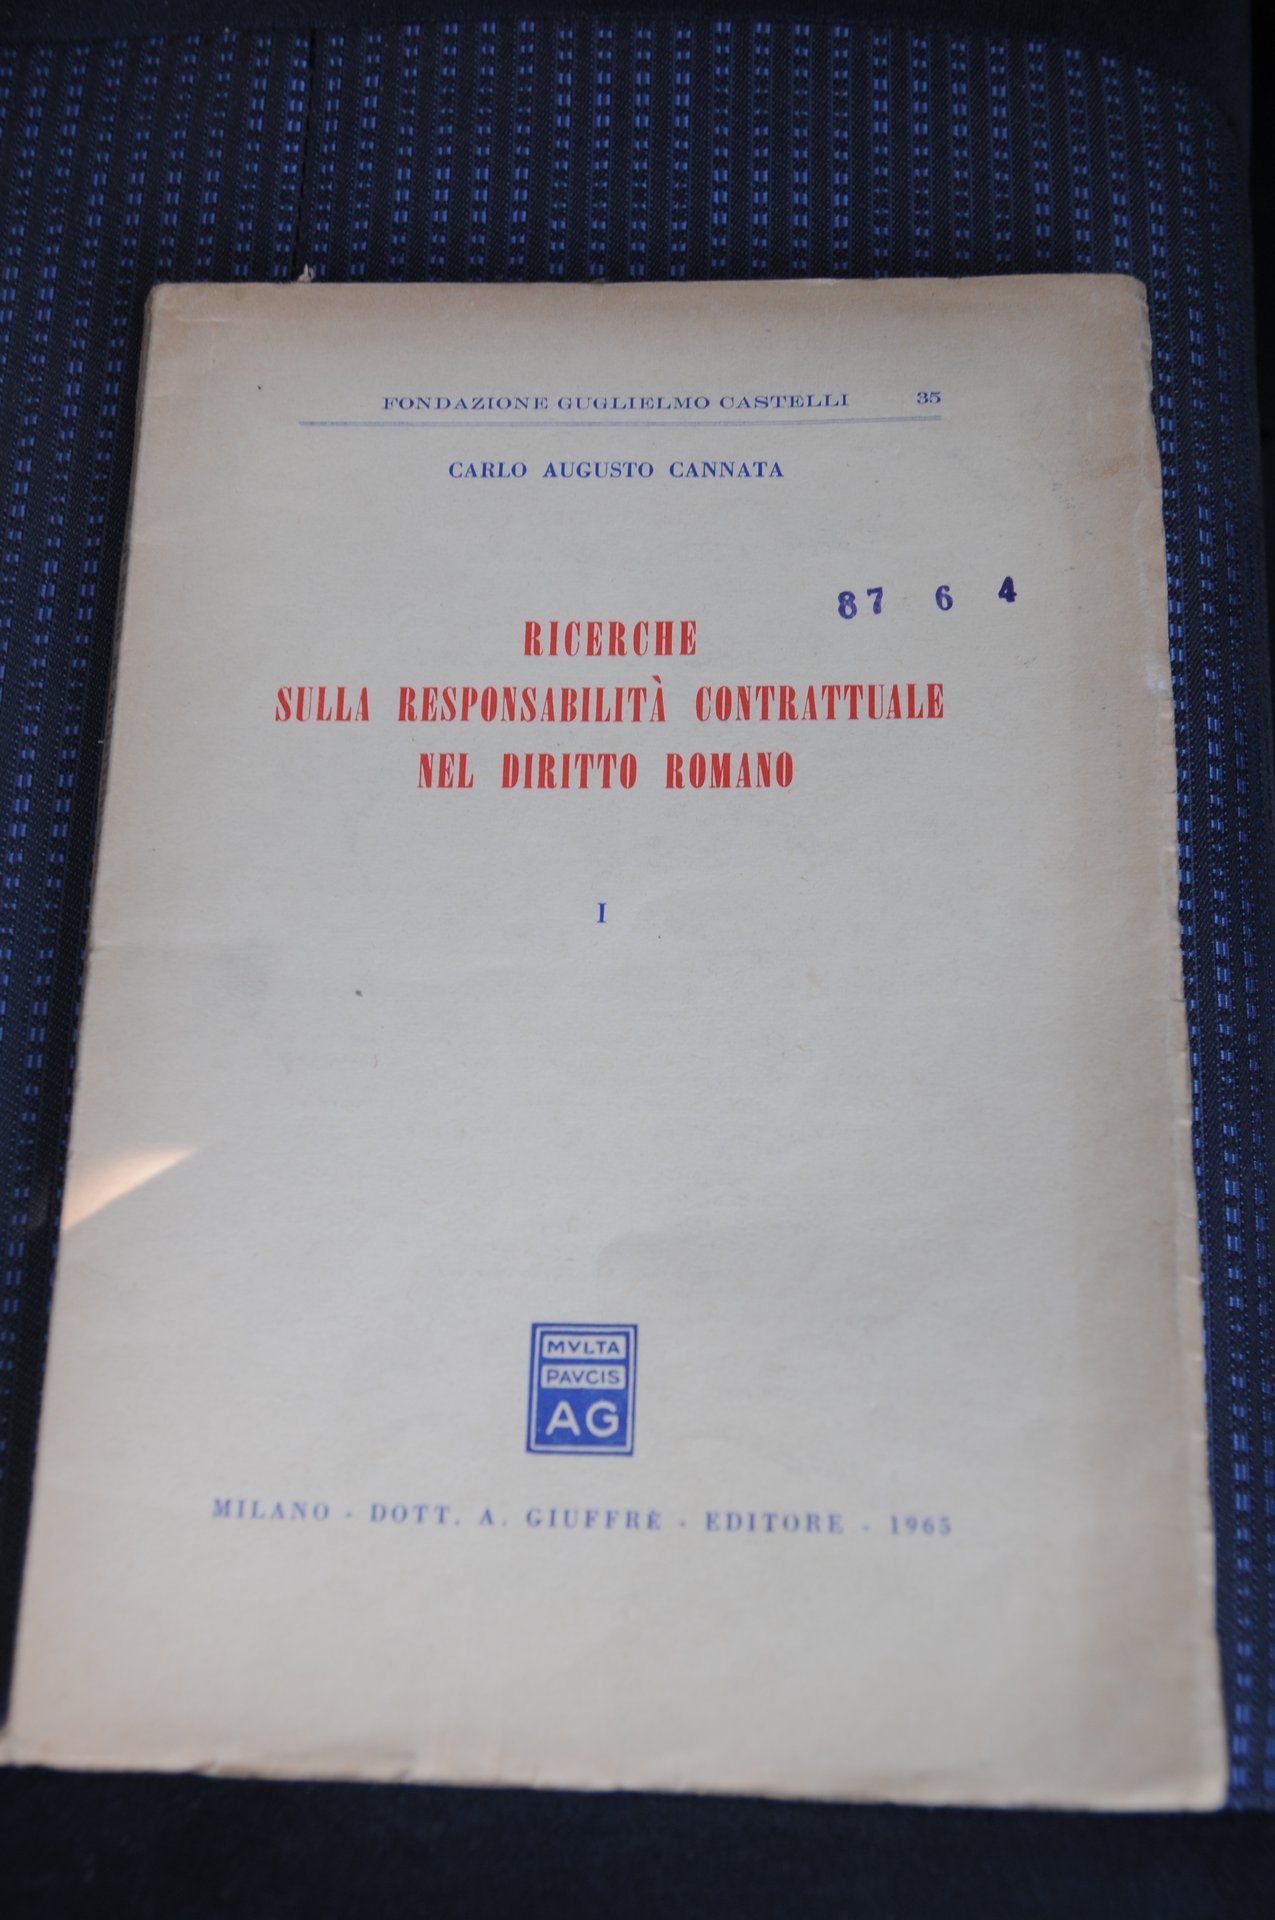 FONDAZIONE GUGLIELMO CASTELLI 35
CARLO AUGUSTO CANNATA
87 6 4
RICERCHE
SULLA RESPONSABILITÀ CONTRATTUALE
NEL DIRITTO ROMANO
I
MVLTA
PAVCIS
AG
MILANO - DOTT. A. GIUFFRÈ - EDITORE - 1965